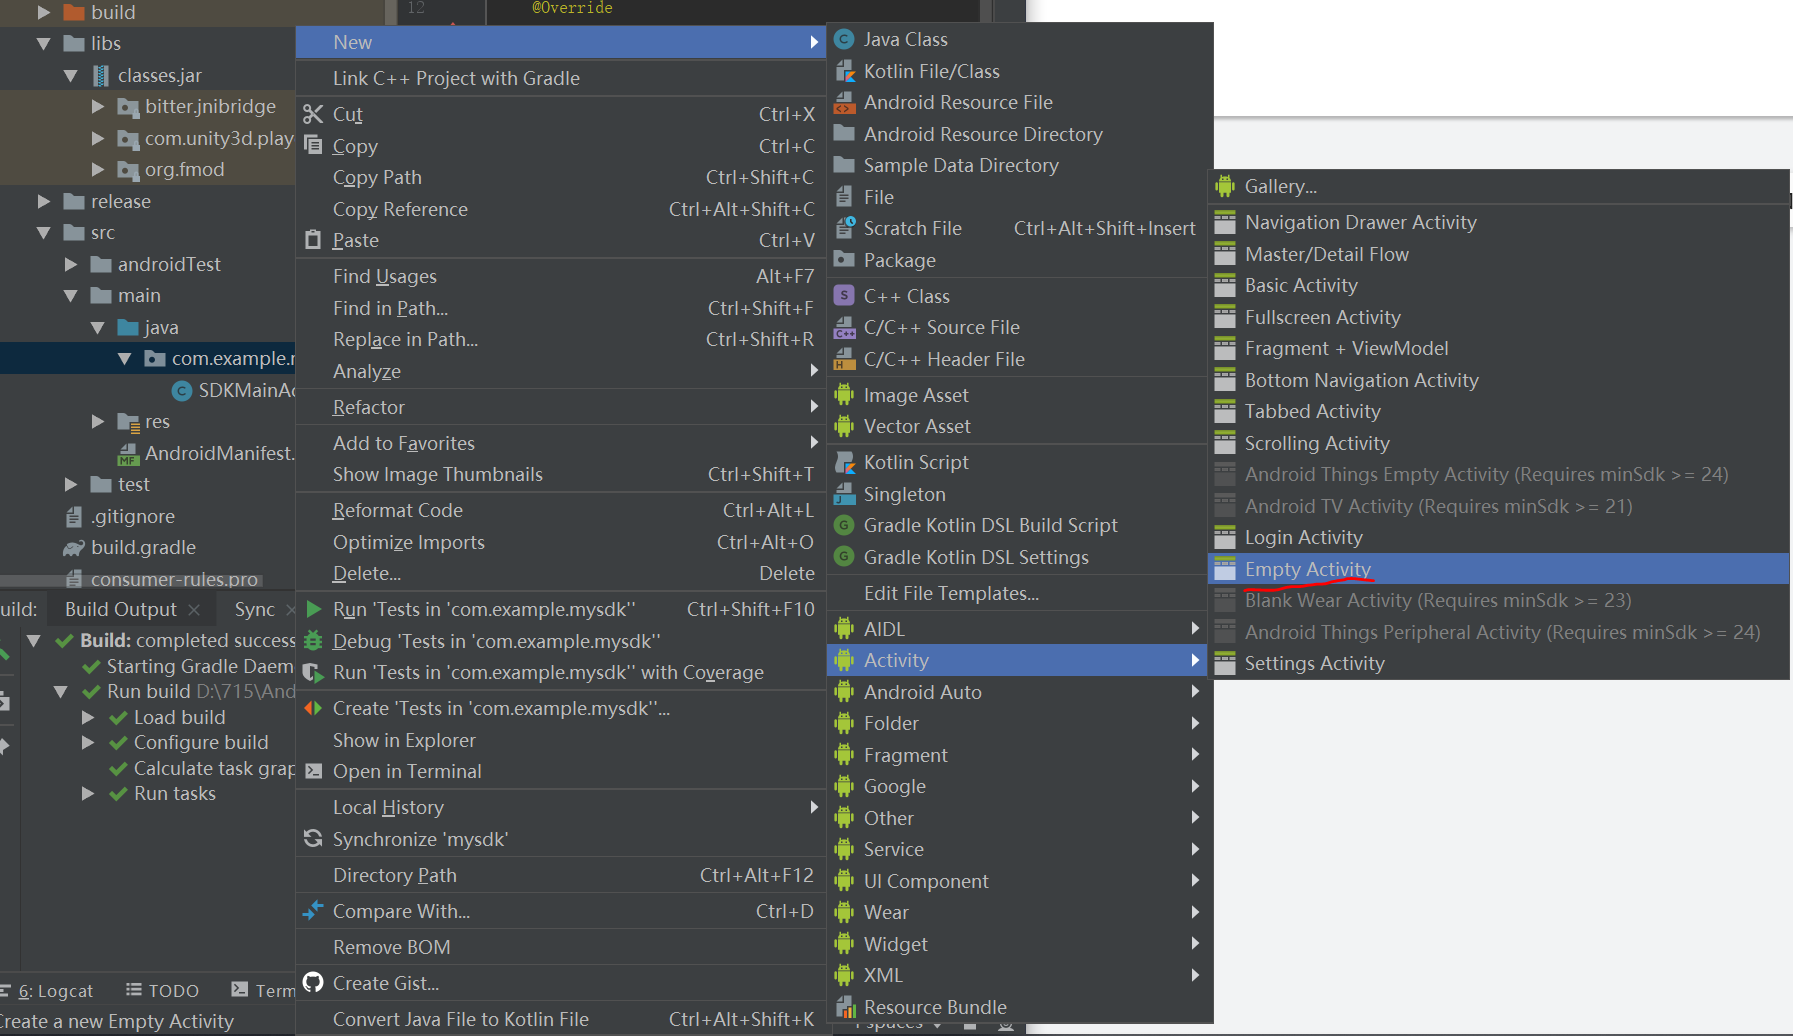 build
libs
classes.jar
bitter.jnibridge
com.unity3d.play
org.fmod
release
src
androidTest
main
java
com.example.r
SDKMainAc
res
AndroidManifest.
MF
test
.gitignore
build.gradle
consumer-rules.pro
uild:
Build Output
Sync
Build: completed success
Starting Gradle Daem
Run build D:\715\And
Load build
Configure build
Calculate task grap
Run tasks
6: Logcat
TODO
Term
Create a new Empty Activity
12
@Override
New
Link C++ Project with Gradle
Cut Ctrl+X
Copy Ctrl+C
Copy Path Ctrl+Shift+C
Copy Reference Ctrl+Alt+Shift+C
Paste Ctrl+V
Find Usages Alt+F7
Find in Path... Ctrl+Shift+F
Replace in Path... Ctrl+Shift+R
Analyze
Refactor
Add to Favorites
Show Image Thumbnails Ctrl+Shift+T
Reformat Code Ctrl+Alt+L
Optimize Imports Ctrl+Alt+O
Delete... Delete
Run 'Tests in 'com.example.mysdk'' Ctrl+Shift+F10
Debug 'Tests in 'com.example.mysdk''
Run 'Tests in 'com.example.mysdk'' with Coverage
Create 'Tests in 'com.example.mysdk''...
Show in Explorer
Open in Terminal
Local History
Synchronize 'mysdk'
Directory Path Ctrl+Alt+F12
Compare With... Ctrl+D
Remove BOM
Create Gist...
Convert Java File to Kotlin File Ctrl+Alt+Shift+K
Java Class
Kotlin File/Class
Android Resource File
Android Resource Directory
Sample Data Directory
File
Scratch File Ctrl+Alt+Shift+Insert
Package
C++ Class
C/C++ Source File
C/C++ Header File
Image Asset
Vector Asset
Kotlin Script
Singleton
Gradle Kotlin DSL Build Script
Gradle Kotlin DSL Settings
Edit File Templates...
AIDL
Activity
Android Auto
Folder
Fragment
Google
Other
Service
UI Component
Wear
Widget
XML
Resource Bundle
Gallery...
Navigation Drawer Activity
Master/Detail Flow
Basic Activity
Fullscreen Activity
Fragment + ViewModel
Bottom Navigation Activity
Tabbed Activity
Scrolling Activity
Android Things Empty Activity (Requires minSdk >= 24)
Android TV Activity (Requires minSdk >= 21)
Login Activity
Empty Activity
Blank Wear Activity (Requires minSdk >= 23)
Android Things Peripheral Activity (Requires minSdk >= 24)
Settings Activity